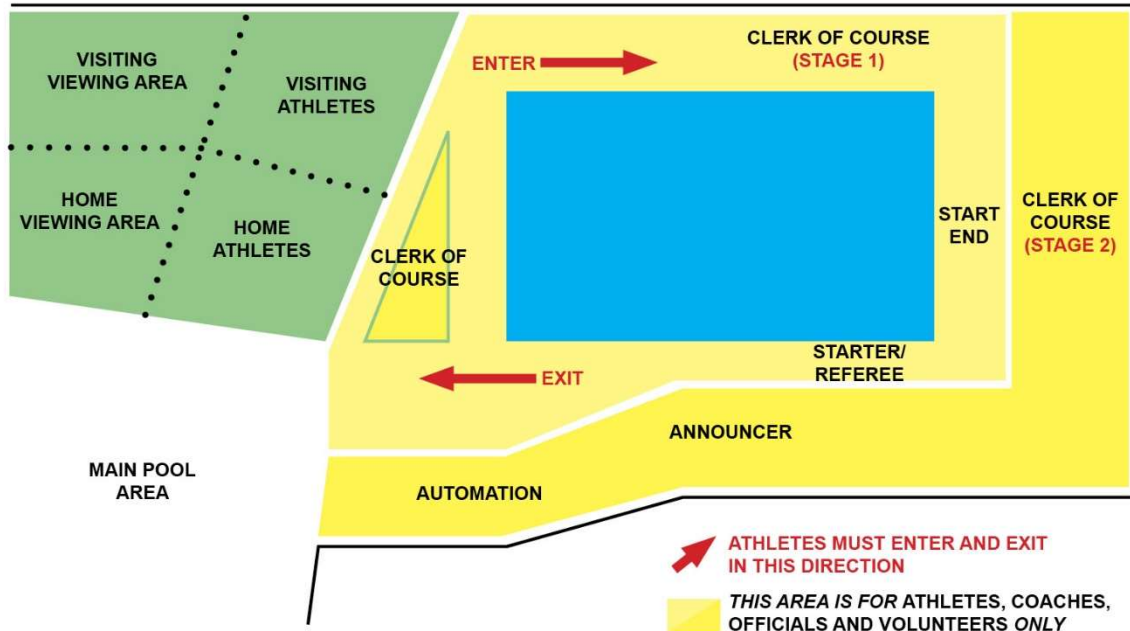 VISITING
VIEWING AREA
VISITING
ATHLETES
HOME
VIEWING AREA
HOME
ATHLETES
ENTER
CLERK OF COURSE
(STAGE 1)
CLERK OF
COURSE
START
END
CLERK OF
COURSE
(STAGE 2)
STARTER/
REFEREE
EXIT
ANNOUNCER
MAIN POOL
AREA
AUTOMATION
ATHLETES MUST ENTER AND EXIT
IN THIS DIRECTION
THIS AREA IS FOR ATHLETES, COACHES,
OFFICIALS AND VOLUNTEERS ONLY